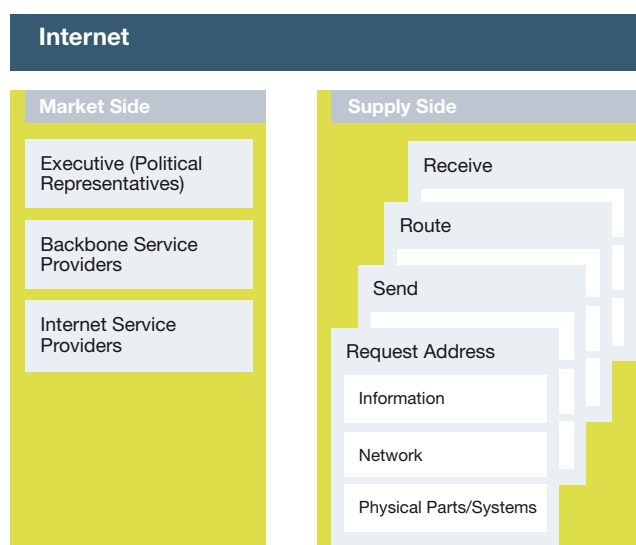 Internet
Market Side
Executive (Political
Representatives)
Backbone Service
Providers
Internet Service
Providers
Supply Side
Receive
Route
Send
Request Address
Information
Network
Physical Parts/Systems